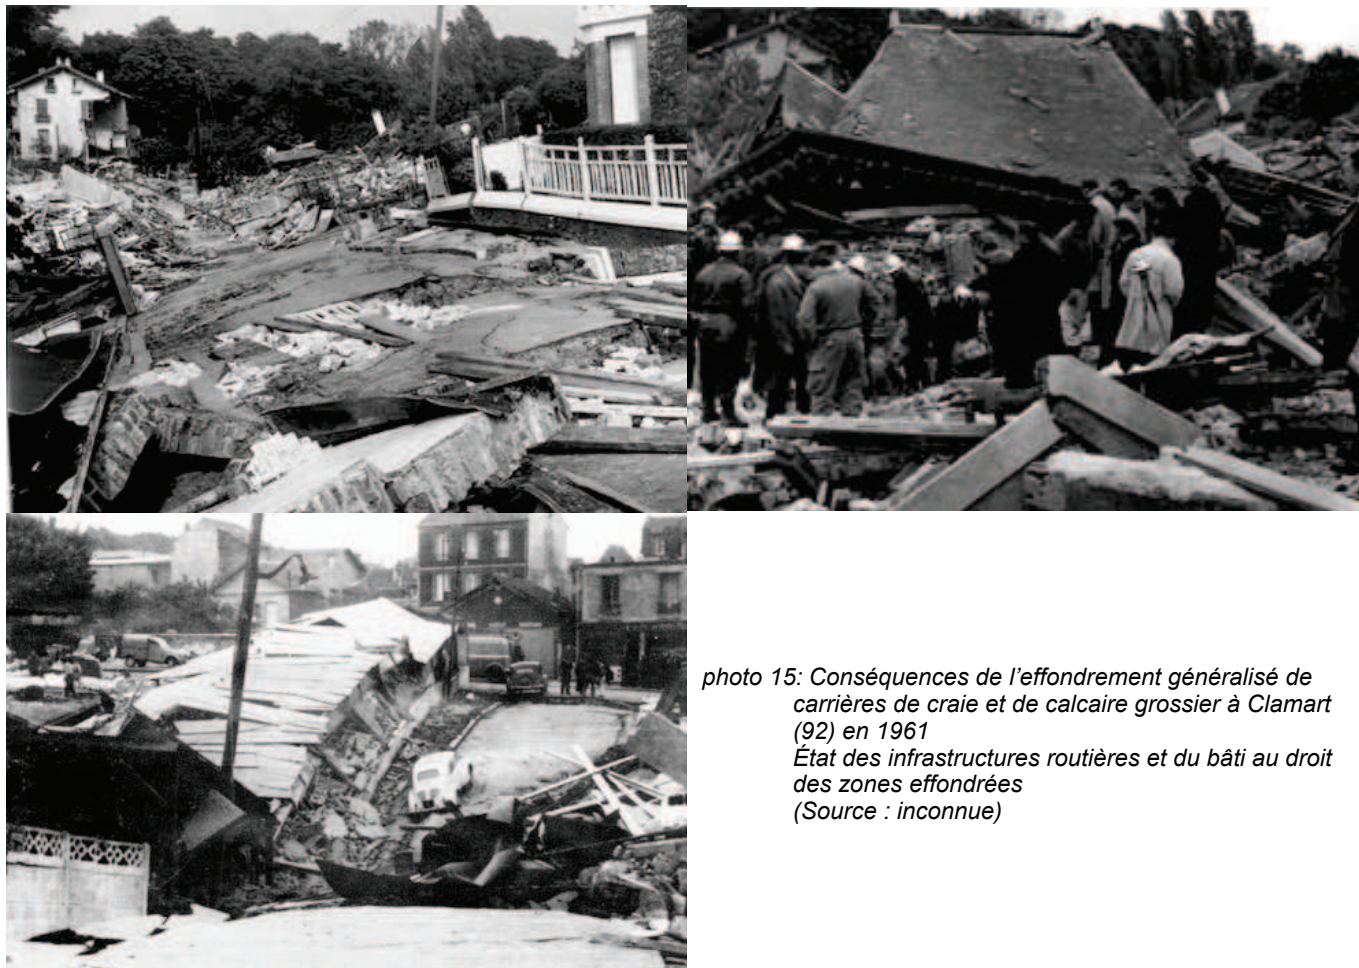 photo 15: Conséquences de l’effondrement généralisé de
carrières de craie et de calcaire grossier à Clamart
(92) en 1961
État des infrastructures routières et du bâti au droit
des zones effondrées
(Source : inconnue)